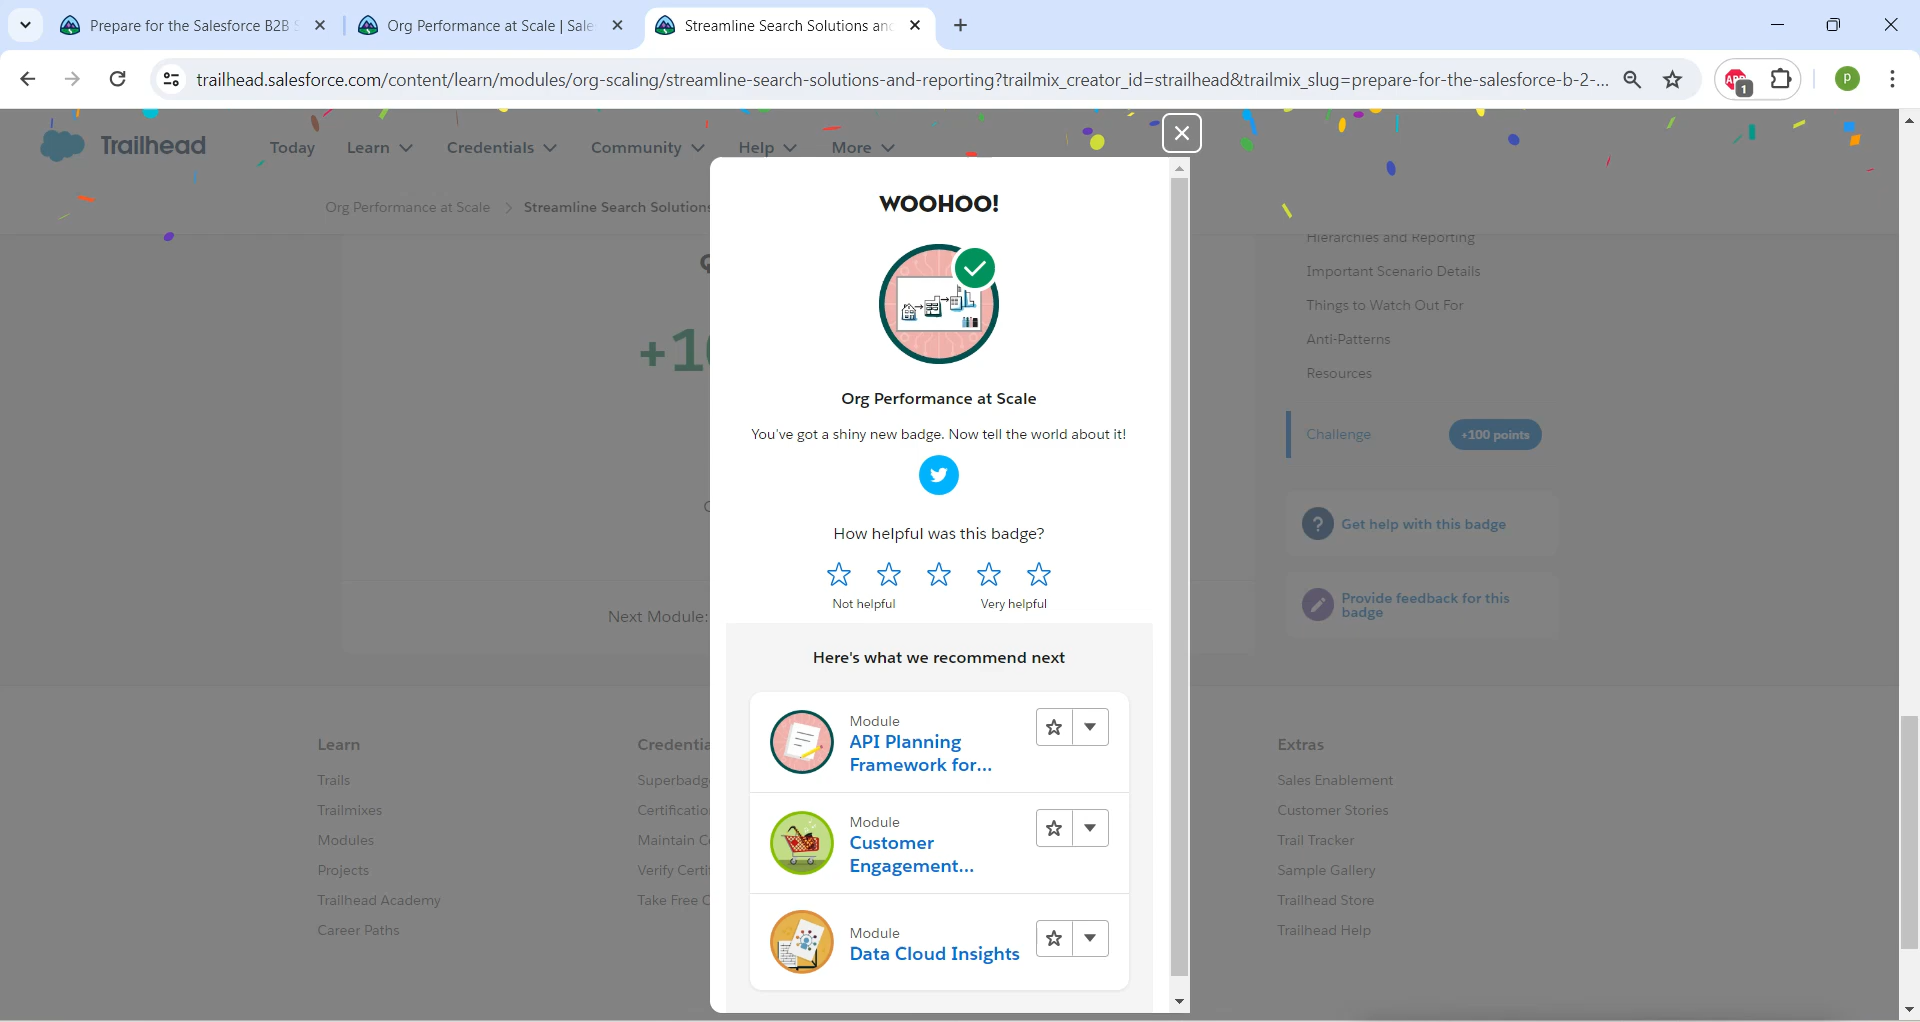 Prepare for the Salesforce B2B S
Org Performance at Scale | Sale
Streamline Search Solutions an
trailhead.salesforce.com/content/learn/modules/org-scaling/streamline-search-solutions-and-reporting?trailmix_creator_id=strailhead&trailmix_slug=prepare-for-the-salesforce-b-2-...
1
P
Trailhead
Today
Learn
Credentials
Community
Help
More
Org Performance at Scale > Streamline Search Solutions
WOOHOO!
Org Performance at Scale
You've got a shiny new badge. Now tell the world about it!
How helpful was this badge?
Not helpful
Very helpful
Here's what we recommend next
Module
API Planning
Framework for...
Module
Customer
Engagement...
Module
Data Cloud Insights
+10
Next Module:
Hierarchies and Reporting
Important Scenario Details
Things to Watch Out For
Anti-Patterns
Resources
Challenge
+100 points
Get help with this badge
Provide feedback for this
badge
Learn
Trails
Trailmixes
Modules
Projects
Trailhead Academy
Career Paths
Credentia
Superbadg
Certificatio
Maintain C
Verify Certi
Take Free C
Extras
Sales Enablement
Customer Stories
Trail Tracker
Sample Gallery
Trailhead Store
Trailhead Help